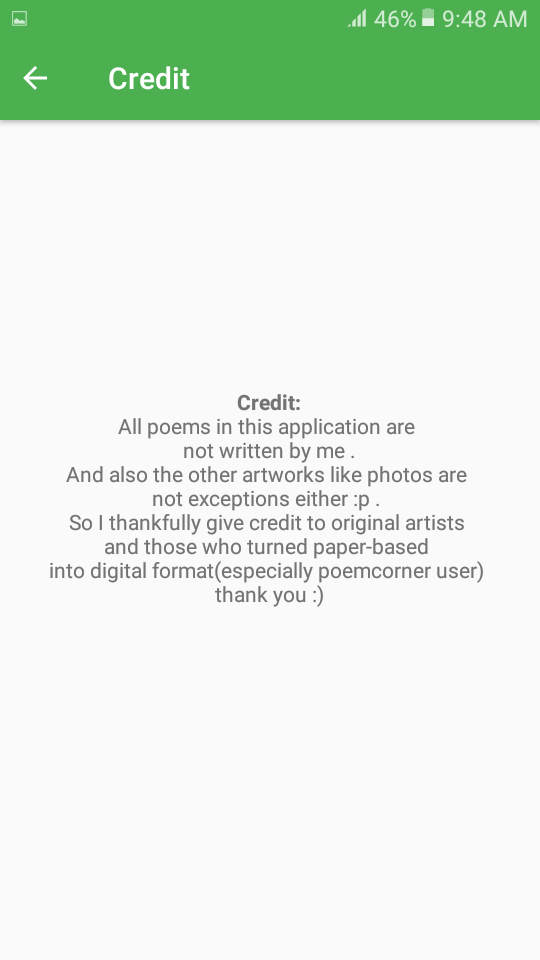 46% 9:48 AM
Credit
Credit:
All poems in this application are
not written by me .
And also the other artworks like photos are
not exceptions either :p .
So I thankfully give credit to original artists
and those who turned paper-based
into digital format(especially poemcorner user)
thank you :)